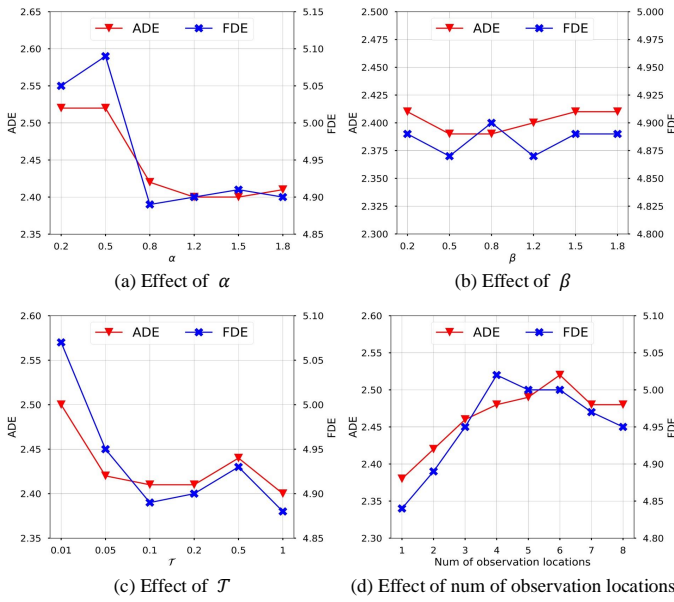 2.65
2.60
2.55
2.50
2.45
2.40
2.35
ADE
ADE FDE
5.15
5.10
5.05
5.00
4.95
4.90
4.85
FDE
0.2 0.5 0.8 1.2 1.5 1.8
α
(a) Effect of α
2.500
2.475
2.450
2.425
2.400
2.375
2.350
2.325
2.300
ADE
ADE FDE
5.000
4.975
4.950
4.925
4.900
4.875
4.850
4.825
4.800
FDE
0.2 0.5 0.8 1.2 1.5 1.8
β
(b) Effect of β
2.60
2.55
2.50
2.45
2.40
2.35
ADE
ADE FDE
5.10
5.05
5.00
4.95
4.90
4.85
FDE
0.01 0.05 0.1 0.2 0.5 1
𝒯
(c) Effect of 𝒯
2.60
2.55
2.50
2.45
2.40
2.35
2.30
ADE
ADE FDE
5.10
5.05
5.00
4.95
4.90
4.85
4.80
FDE
1 2 3 4 5 6 7 8
Num of observation locations
(d) Effect of num of observation locations